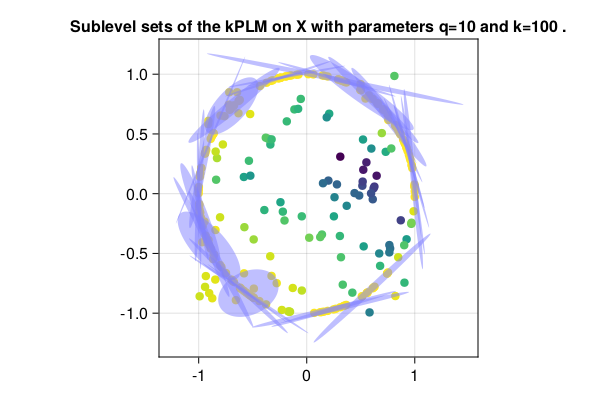 Sublevel sets of the kPLM on X with parameters q=10 and k=100 .
1.0
0.5
0.0
-0.5
-1.0
-1 0 1